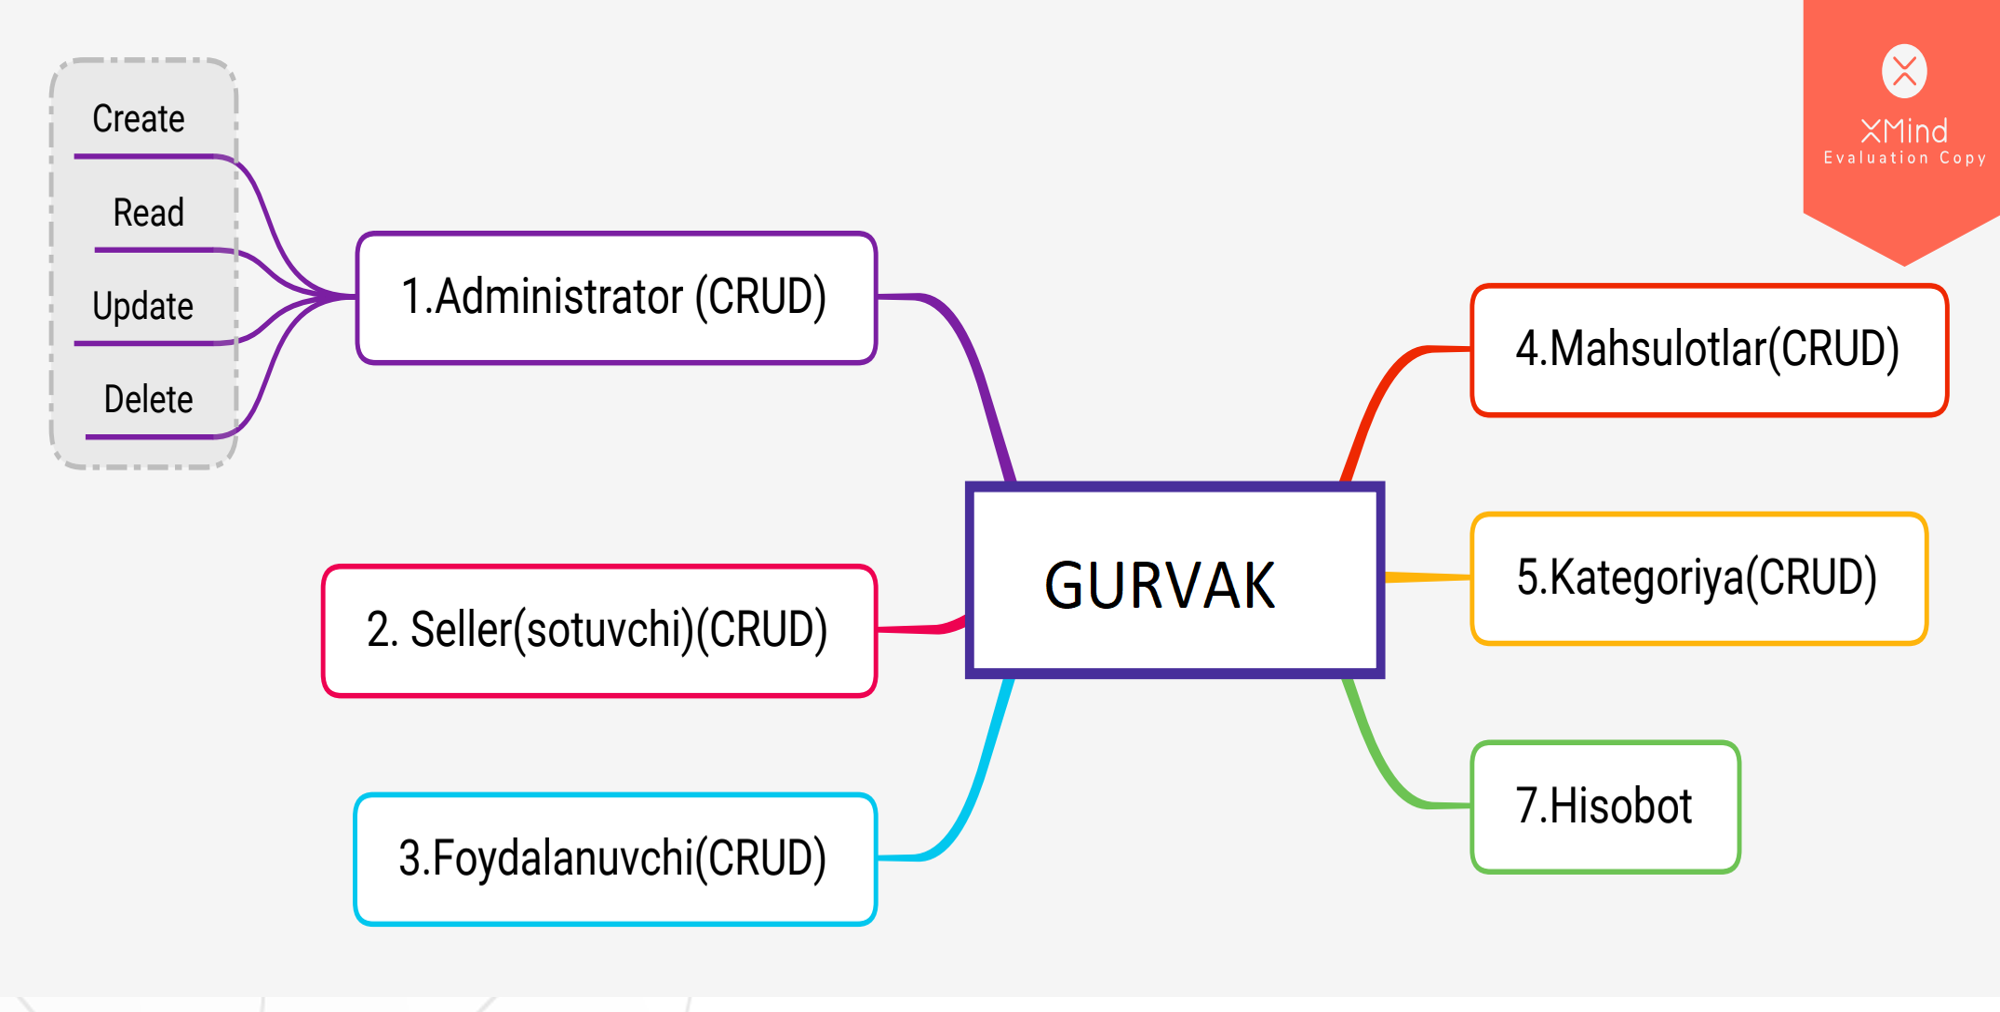 Create
Read
Update
Delete
1.Administrator (CRUD)
2. Seller(sotuvchi)(CRUD)
3.Foydalanuvchi(CRUD)
GURVAK
XMind
Evaluation Copy
4.Mahsulotlar(CRUD)
5.Kategoriya(CRUD)
7.Hisobot